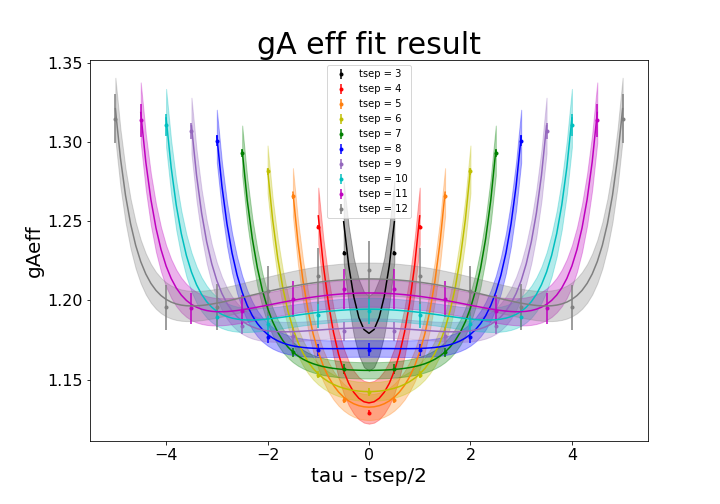 gA eff fit result
gAeff
1.35
1.30
1.25
1.20
1.15
tsep = 3
tsep = 4
tsep = 5
tsep = 6
tsep = 7
tsep = 8
tsep = 9
tsep = 10
tsep = 11
tsep = 12
−4
−2
0
2
4
tau - tsep/2